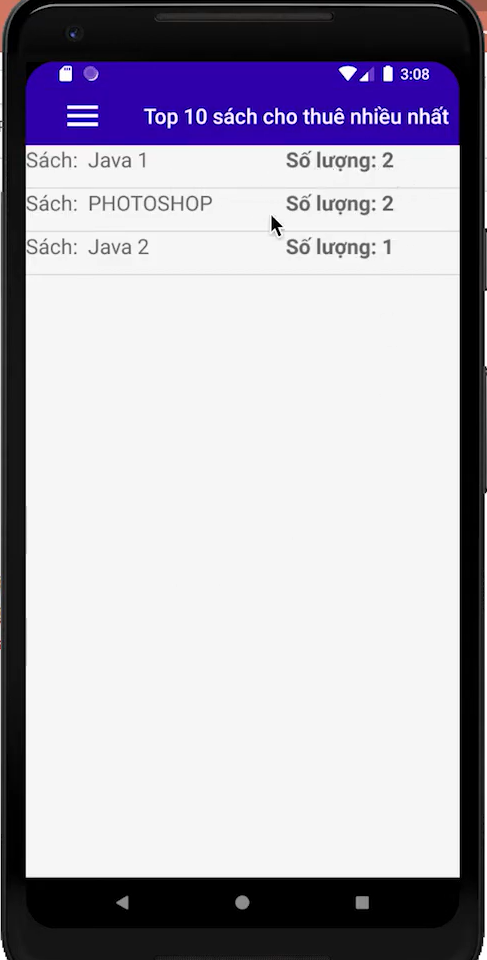 3:08
Top 10 sách cho thuê nhiều nhất
Sách: Java 1 Số lượng: 2
Sách: PHOTOSHOP Số lượng: 2
Sách: Java 2 Số lượng: 1